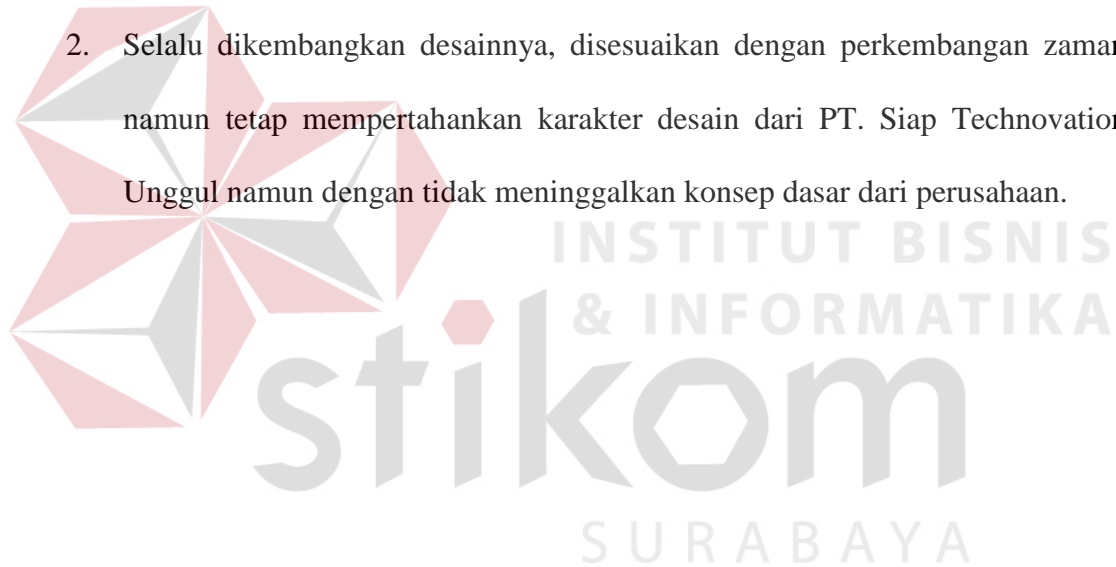 2. Selalu dikembangkan desainnya, disesuaikan dengan perkembangan zaman
namun tetap mempertahankan karakter desain dari PT. Siap Technovation
Unggul namun dengan tidak meninggalkan konsep dasar dari perusahaan.
INSTITUT BISNIS
& INFORMATIKA
stikom
SURABAYA